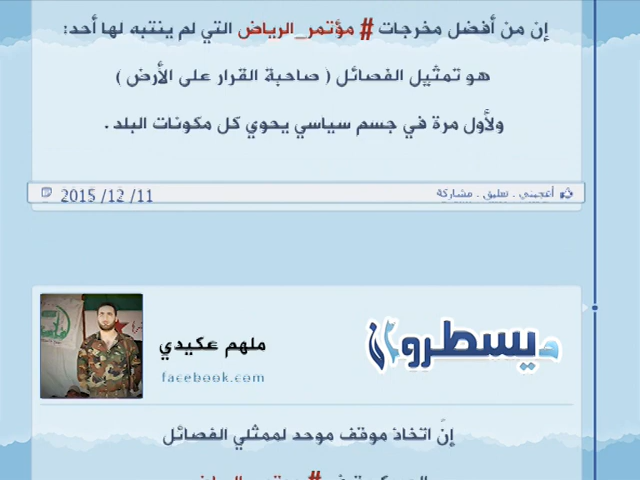 إن من أفضل مخرجات # مؤتمر_الرياض التي لم ينتبه لها أحد:
هو تمثيل الفصائل ( صاحبة القرار على الأرض )
ولأول مرة في جسم سياسي يحوي كل مكونات البلد .
أعجبني . تعليق . مشاركة
2015 /12 /11
يسطرون
ملهم عكيدي
facebook.com
إنّ اتخاذ موقف موحد لممثلي الفصائل